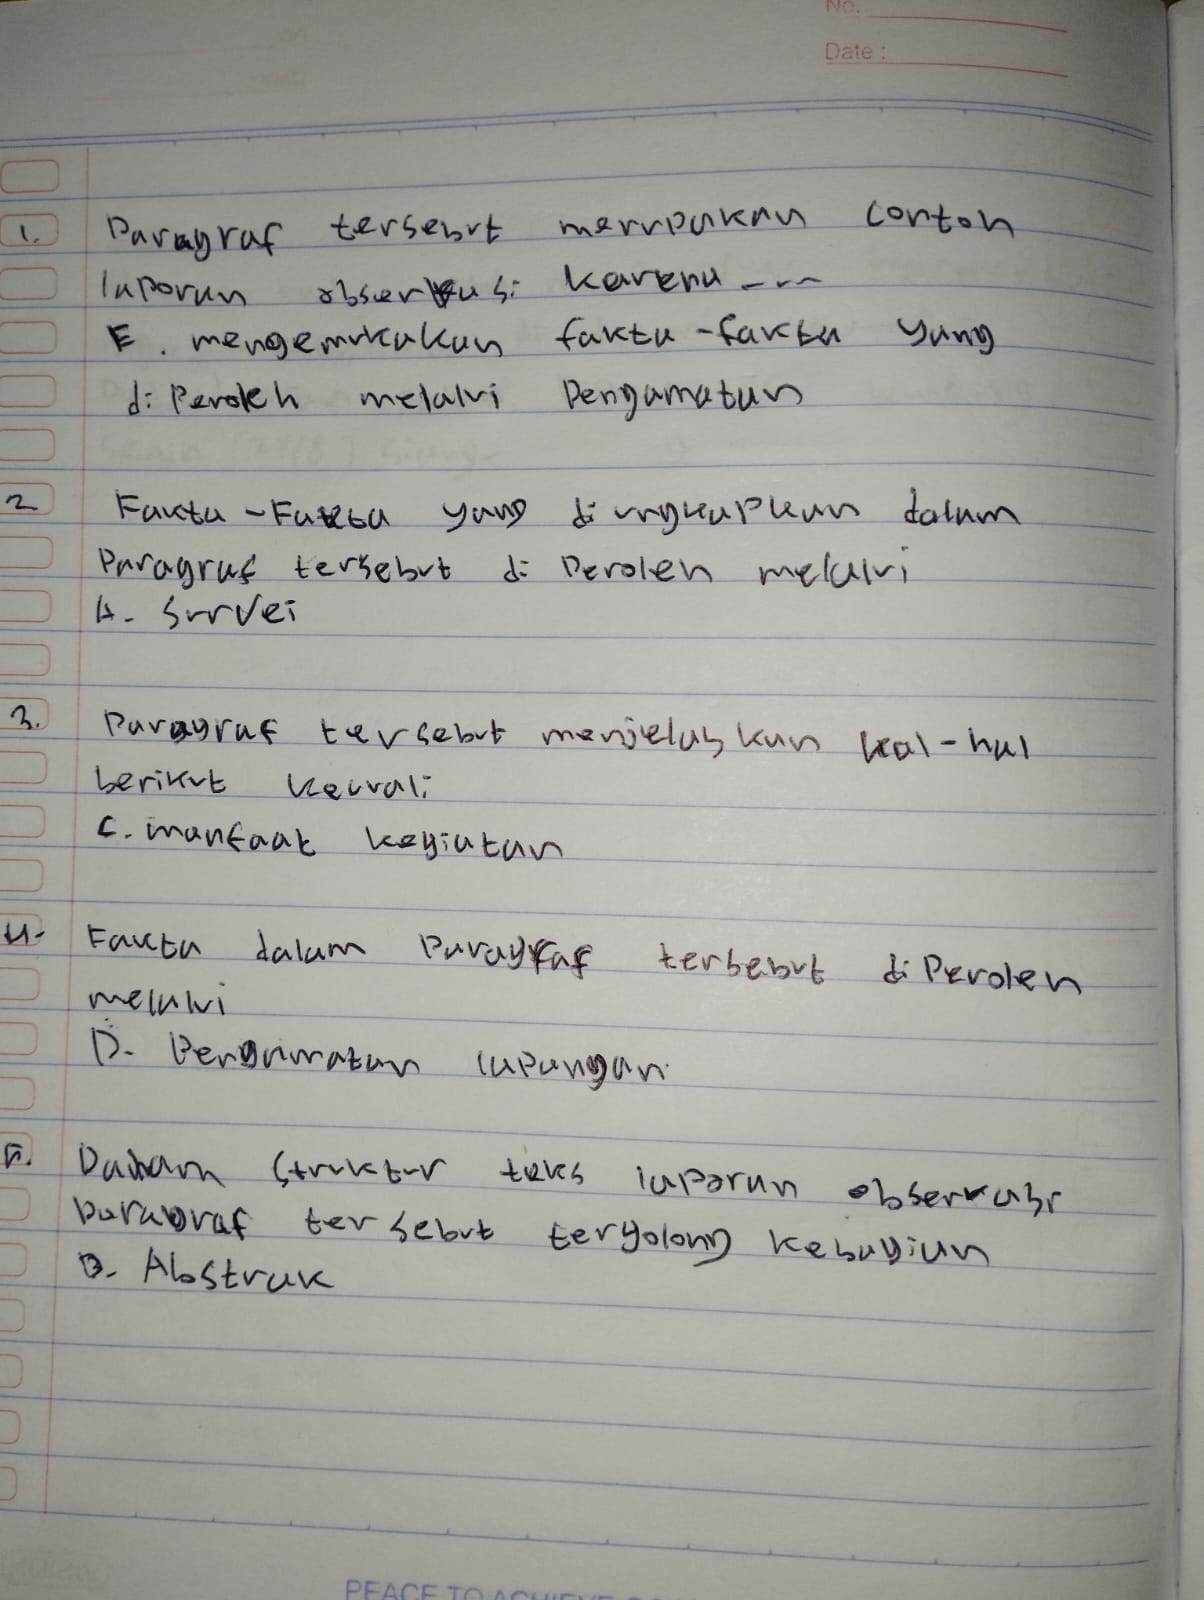 No.
Date :
1. Paragraf tersebut merupakan contoh
laporan observasi karena ---
E. mengemukakan fakta-fakta yang
di Peroleh melalui Pengamatan
2 Fakta-Fakta yang di ungkapkan dalam
Paragraf tersebut di Peroleh melalui
A. Survei
3. Paragraf tersebut menjelaskan hal-hal
berikut kecuali
C. manfaat kegiatan
4. Fakta dalam Paragraf tersebut di Peroleh
melalui
D. Pengamatan lapangan
5. Dalam Struktur teks laporan observasi
Paragraf tersebut tergolong kebagian
D. Abstrak
PEACE TO ACHIEVE